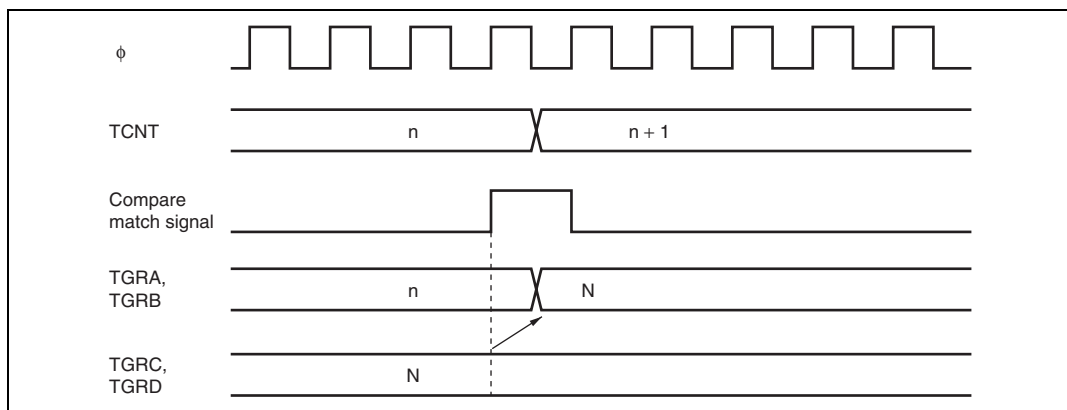 ϕ
TCNT
n
n + 1
Compare
match signal
TGRA,
TGRB
n
N
TGRC,
TGRD
N